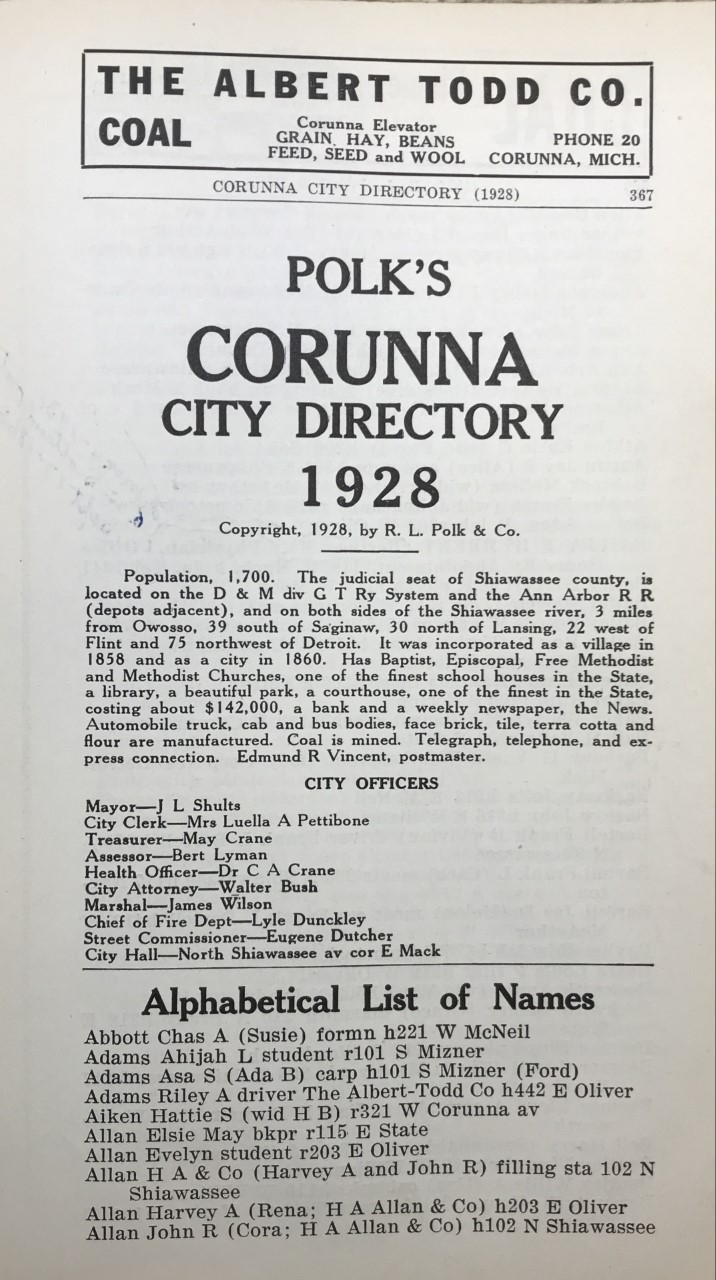 THE ALBERT TODD CO.
COAL
Corunna Elevator
GRAIN, HAY, BEANS
FEED, SEED and WOOL
PHONE 20
CORUNNA, MICH.
CORUNNA CITY DIRECTORY (1928) 367
POLK'S
CORUNNA
CITY DIRECTORY
1928
Copyright, 1928, by R. L. Polk & Co.
Population, 1,700. The judicial seat of Shiawassee county, is
located on the D & M div G T Ry System and the Ann Arbor R R
(depots adjacent), and on both sides of the Shiawassee river, 3 miles
from Owosso, 39 south of Saginaw, 30 north of Lansing, 22 west of
Flint and 75 northwest of Detroit. It was incorporated as a village in
1858 and as a city in 1860. Has Baptist, Episcopal, Free Methodist
and Methodist Churches, one of the finest school houses in the State,
a library, a beautiful park, a courthouse, one of the finest in the State,
costing about $142,000, a bank and a weekly newspaper, the News.
Automobile truck, cab and bus bodies, face brick, tile, terra cotta and
flour are manufactured. Coal is mined. Telegraph, telephone, and ex-
press connection. Edmund R Vincent, postmaster.
CITY OFFICERS
Mayor—J L Shults
City Clerk—Mrs Luella A Pettibone
Treasurer—May Crane
Assessor—Bert Lyman
Health Officer—Dr C A Crane
City Attorney—Walter Bush
Marshal—James Wilson
Chief of Fire Dept—Lyle Dunckley
Street Commissioner—Eugene Dutcher
City Hall—North Shiawassee av cor E Mack
Alphabetical List of Names
Abbott Chas A (Susie) formn h221 W McNeil
Adams Ahijah L student r101 S Mizner
Adams Asa S (Ada B) carp h101 S Mizner (Ford)
Adams Riley A driver The Albert-Todd Co h442 E Oliver
Aiken Hattie S (wid H B) r321 W Corunna av
Allan Elsie May bkpr r115 E State
Allan Evelyn student r203 E Oliver
Allan H A & Co (Harvey A and John R) filling sta 102 N
Shiawassee
Allan Harvey A (Rena; H A Allan & Co) h203 E Oliver
Allan John R (Cora; H A Allan & Co) h102 N Shiawassee